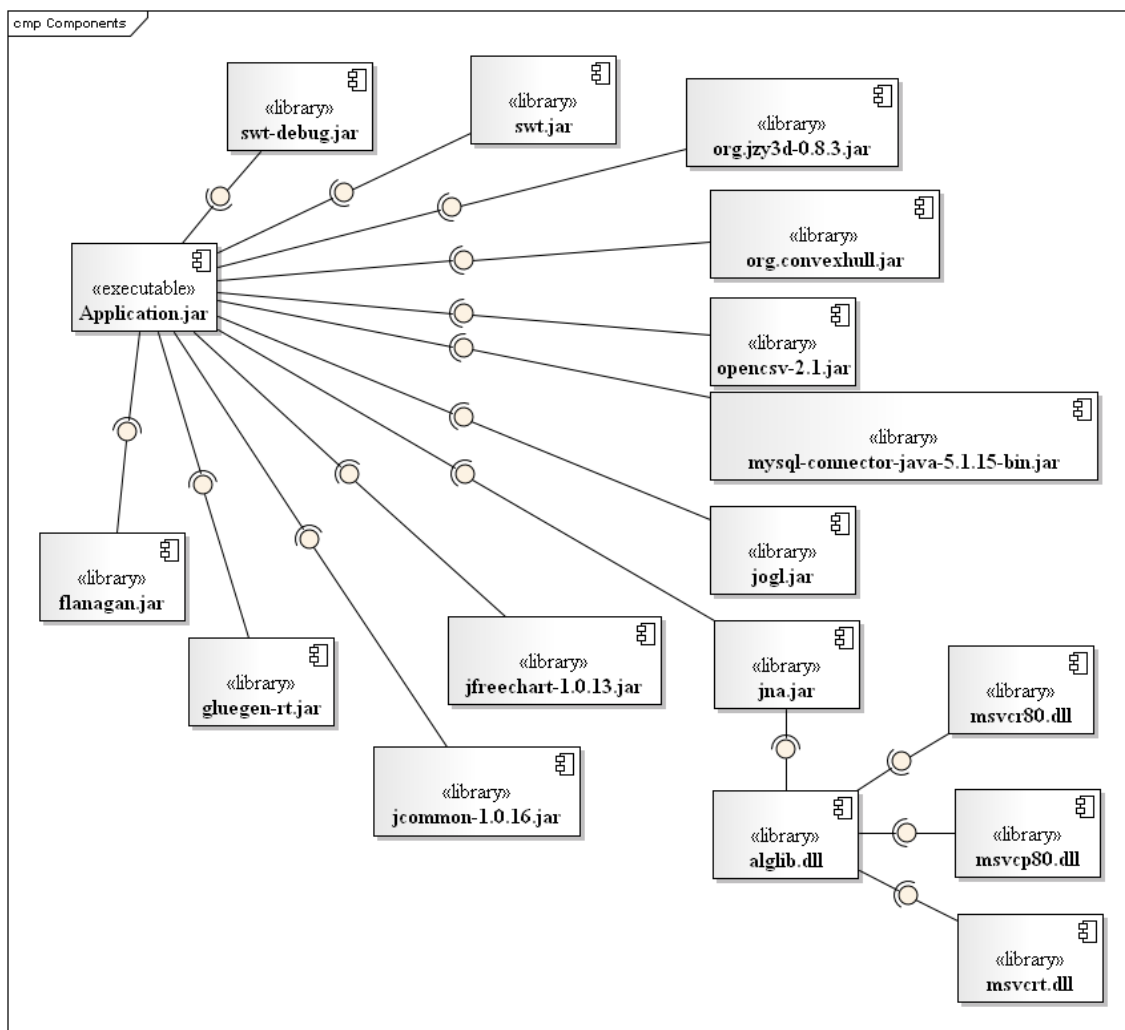 cmp Components
«library»
swt-debug.jar
«library»
swt.jar
«library»
org.jzy3d-0.8.3.jar
«library»
org.convexhull.jar
«executable»
Application.jar
«library»
opencsv-2.1.jar
«library»
mysql-connector-java-5.1.15-bin.jar
«library»
jogl.jar
«library»
flanagan.jar
«library»
gluegen-rt.jar
«library»
jfreechart-1.0.13.jar
«library»
jna.jar
«library»
msvcr80.dll
«library»
jcommon-1.0.16.jar
«library»
alglib.dll
«library»
msvcp80.dll
«library»
msvcrt.dll